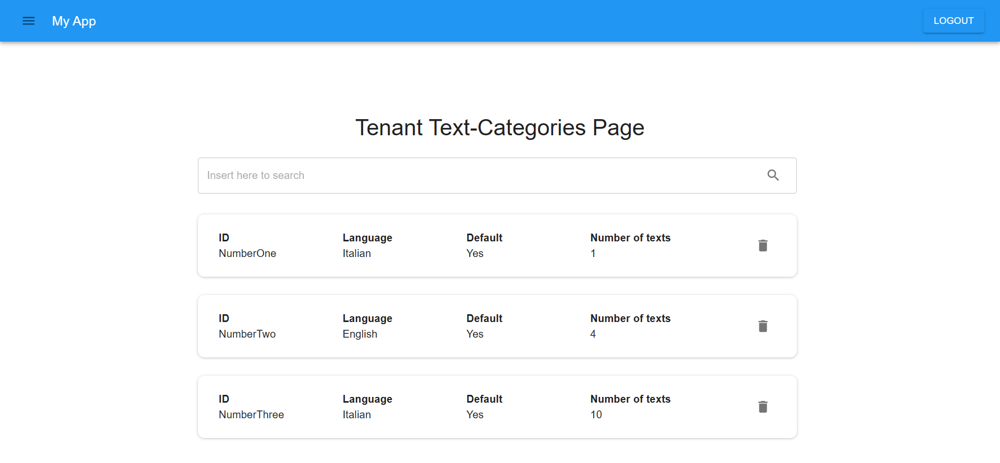 My App
LOGOUT
Tenant Text-Categories Page
Insert here to search
ID Language Default Number of texts
NumberOne Italian Yes 1
ID Language Default Number of texts
NumberTwo English Yes 4
ID Language Default Number of texts
NumberThree Italian Yes 10